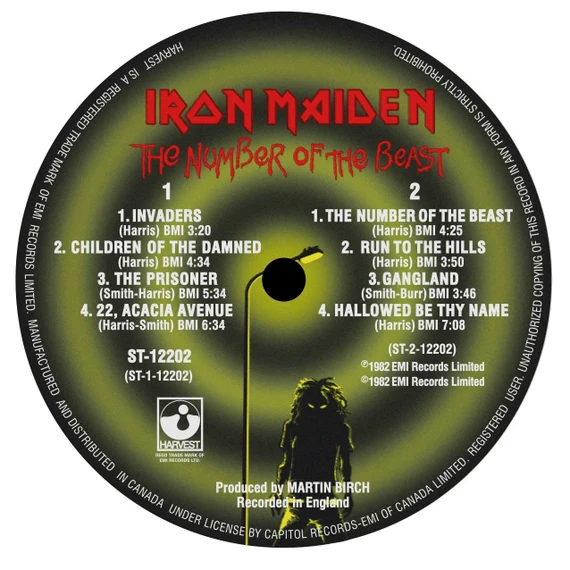 IRON MAIDEN
THE NUMBER OF THE BEAST
1
1. INVADERS
(Harris) BMI 3:20
2. CHILDREN OF THE DAMNED
(Harris) BMI 4:34
3. THE PRISONER
(Smith-Harris) BMI 5:34
4. 22, ACACIA AVENUE
(Harris-Smith) BMI 6:34
ST-12202
(ST-1-12202)
2
1. THE NUMBER OF THE BEAST
(Harris) BMI 4:25
2. RUN TO THE HILLS
(Harris) BMI 3:50
3. GANGLAND
(Smith-Burr) BMI 3:46
4. HALLOWED BE THY NAME
(Harris) BMI 7:08
(ST-2-12202)
℗1982 EMI Records Limited
©1982 EMI Records Limited
HARVEST
REGD TRADE MARK OF
EMI RECORDS LTD.
Produced by MARTIN BIRCH
Recorded in England
HARVEST IS A REGISTERED TRADE MARK OF EMI RECORDS LIMITED. MANUFACTURED AND DISTRIBUTED IN CANADA UNDER LICENSE BY CAPITOL RECORDS-EMI OF CANADA LIMITED. REGISTERED USER. UNAUTHORIZED COPYING OF THIS RECORD IN ANY FORM IS STRICTLY PROHIBITED.